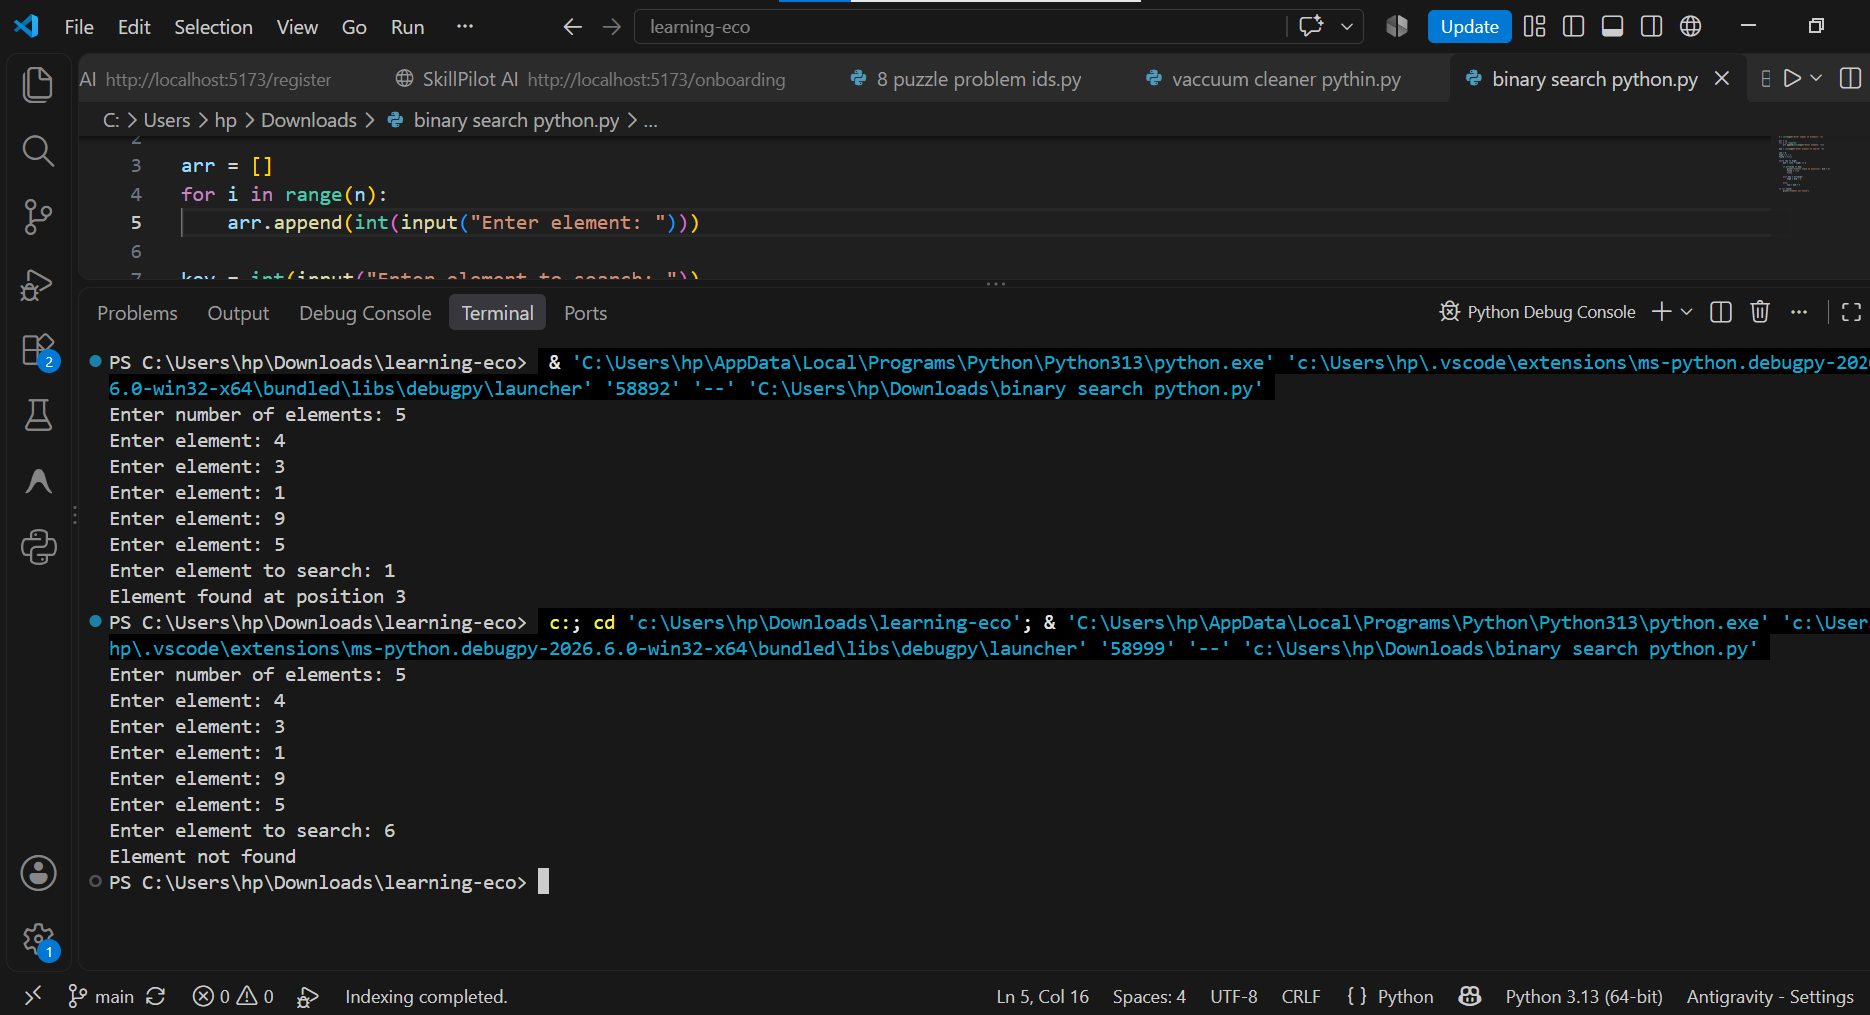 File Edit Selection View Go Run ··· learning-eco Update
AI http://localhost:5173/register SkillPilot AI http://localhost:5173/onboarding 8 puzzle problem ids.py vaccuum cleaner pythin.py binary search python.py
C: > Users > hp > Downloads > binary search python.py > ...
2
3 arr = []
4 for i in range(n):
5 arr.append(int(input("Enter element: ")))
6
7 key = int(input("Enter element to search: "))
Problems Output Debug Console Terminal Ports Python Debug Console
PS C:\Users\hp\Downloads\learning-eco> & 'C:\Users\hp\AppData\Local\Programs\Python\Python313\python.exe' 'c:\Users\hp\.vscode\extensions\ms-python.debugpy-202
6.0-win32-x64\bundled\libs\debugpy\launcher' '58892' '--' 'C:\Users\hp\Downloads\binary search python.py'
Enter number of elements: 5
Enter element: 4
Enter element: 3
Enter element: 1
Enter element: 9
Enter element: 5
Enter element to search: 1
Element found at position 3
PS C:\Users\hp\Downloads\learning-eco> c:; cd 'c:\Users\hp\Downloads\learning-eco'; & 'C:\Users\hp\AppData\Local\Programs\Python\Python313\python.exe' 'c:\User
hp\.vscode\extensions\ms-python.debugpy-2026.6.0-win32-x64\bundled\libs\debugpy\launcher' '58999' '--' 'c:\Users\hp\Downloads\binary search python.py'
Enter number of elements: 5
Enter element: 4
Enter element: 3
Enter element: 1
Enter element: 9
Enter element: 5
Enter element to search: 6
Element not found
PS C:\Users\hp\Downloads\learning-eco>
2
1
main 0 0 Indexing completed. Ln 5, Col 16 Spaces: 4 UTF-8 CRLF { } Python Python 3.13 (64-bit) Antigravity - Settings